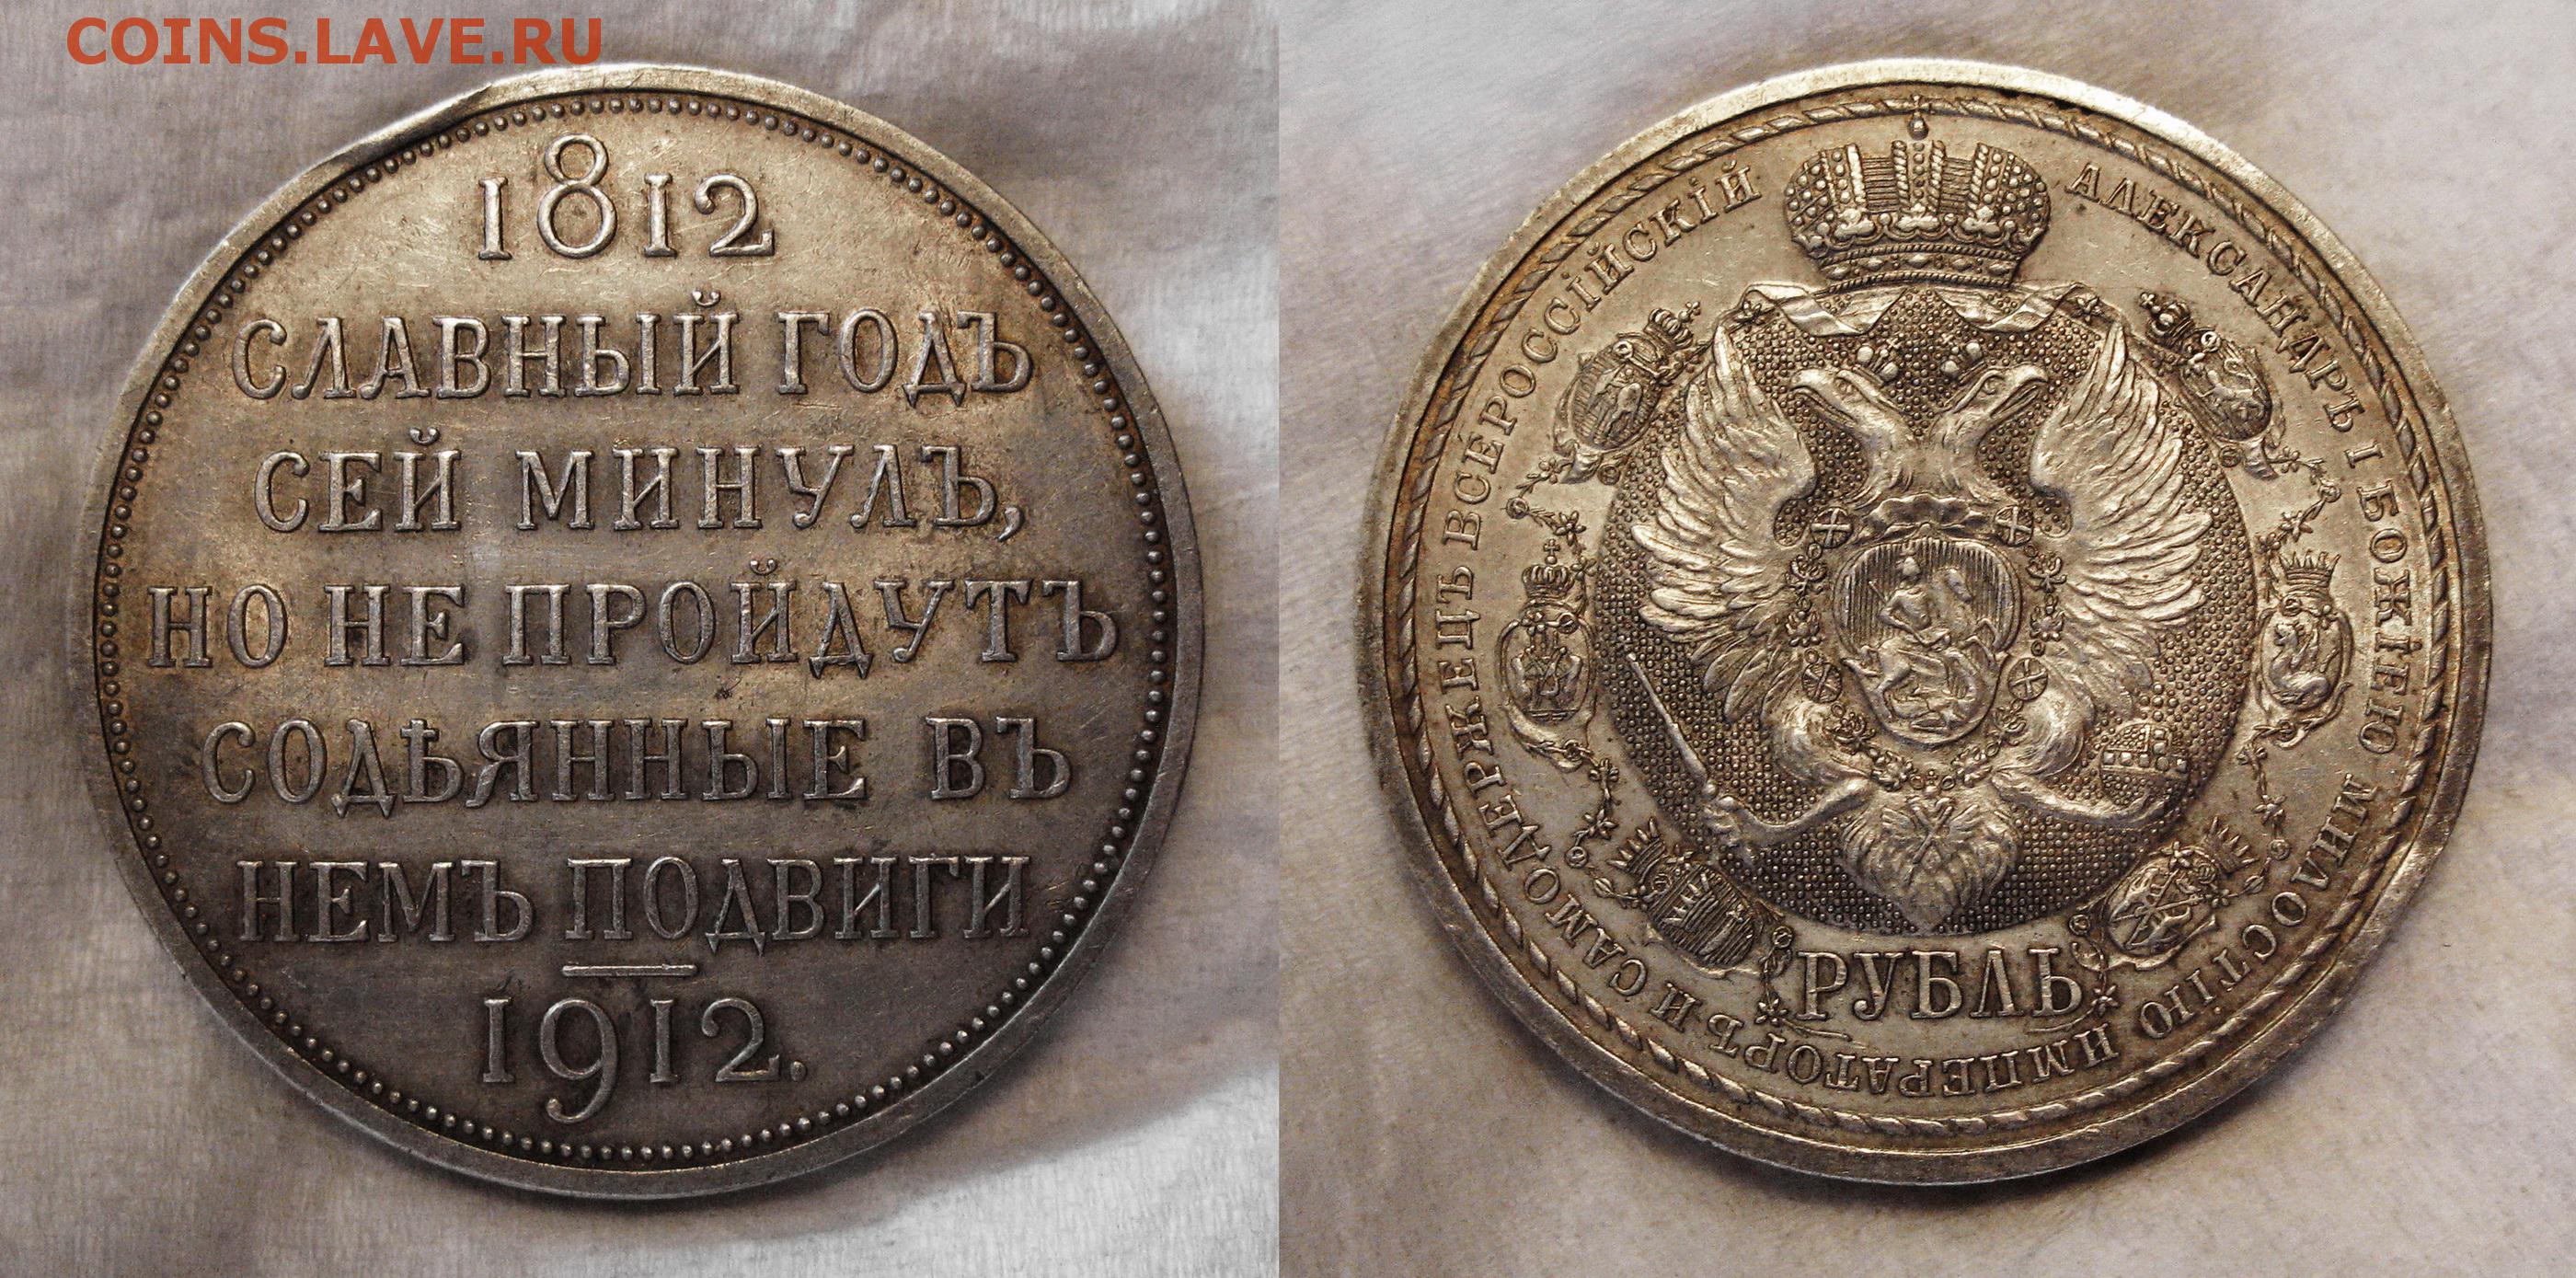 COINS.LAVE.RU
1812
СЛАВНЫЙ ГОДЪ
СЕЙ МИНУЛЪ,
НО НЕ ПРОЙДУТЪ
СОДѢЯННЫЕ ВЪ
НЕМЪ ПОДВИГИ
1912.
АЛЕКСАНДРЪ I БОЖІЕЮ МИЛОСТІЮ ИМПЕРАТОРЪ И САМОДЕРЖЕЦЪ ВСЕРОССІЙСКІЙ
РУБЛЬ